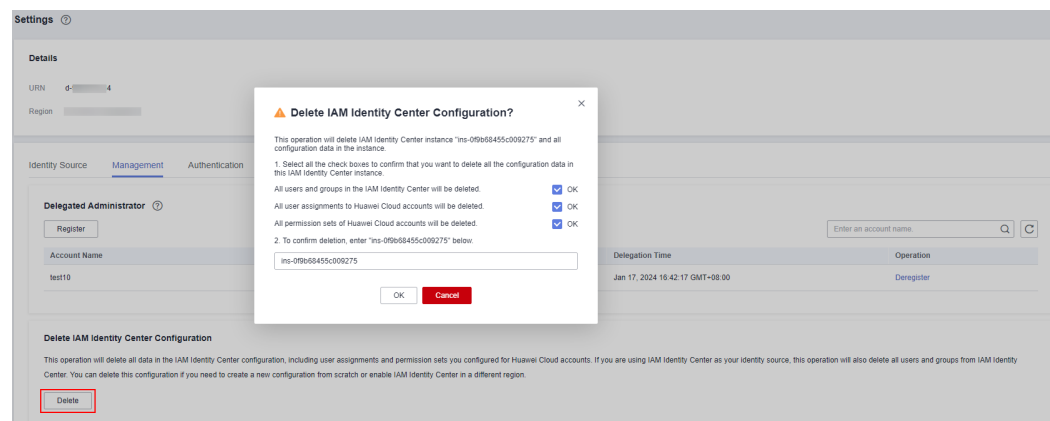 Settings
Details
URN d- 4
Region
Identity Source Management Authentication
Delegated Administrator
Register
Enter an account name.
Account Name Delegation Time Operation
test10 Jan 17, 2024 16:42:17 GMT+08:00 Deregister
Delete IAM Identity Center Configuration?
This operation will delete IAM Identity Center instance "ins-0f9b68455c009275" and all
configuration data in the instance.
1. Select all the check boxes to confirm that you want to delete all the configuration data in
this IAM Identity Center instance.
All users and groups in the IAM Identity Center will be deleted. OK
All user assignments to Huawei Cloud accounts will be deleted. OK
All permission sets of Huawei Cloud accounts will be deleted. OK
2. To confirm deletion, enter "ins-0f9b68455c009275" below.
ins-0f9b68455c009275
OK Cancel
Delete IAM Identity Center Configuration
This operation will delete all data in the IAM Identity Center configuration, including user assignments and permission sets you configured for Huawei Cloud accounts. If you are using IAM Identity Center as your identity source, this operation will also delete all users and groups from IAM Identity
Center. You can delete this configuration if you need to create a new configuration from scratch or enable IAM Identity Center in a different region.
Delete